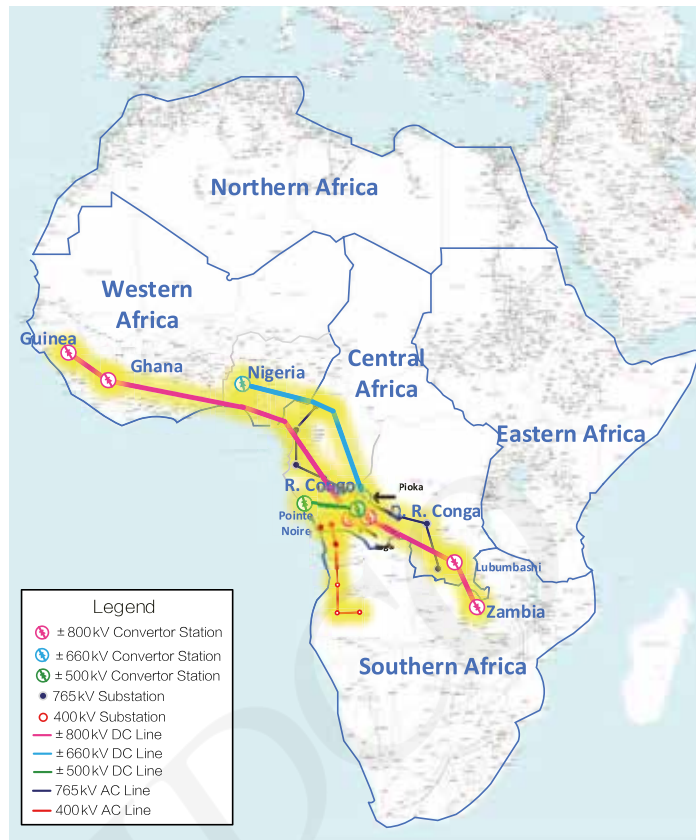 Northern Africa
Western
Africa
Guinea
Ghana
Nigeria
Central
Africa
Eastern Africa
R. Congo
Pioka
Pointe
Noire
R. Conga
Lubumbashi
Zambia
Southern Africa
Legend
±800kV Convertor Station
±660kV Convertor Station
±500kV Convertor Station
765kV Substation
400kV Substation
±800kV DC Line
±660kV DC Line
±500kV DC Line
765kV AC Line
400kV AC Line